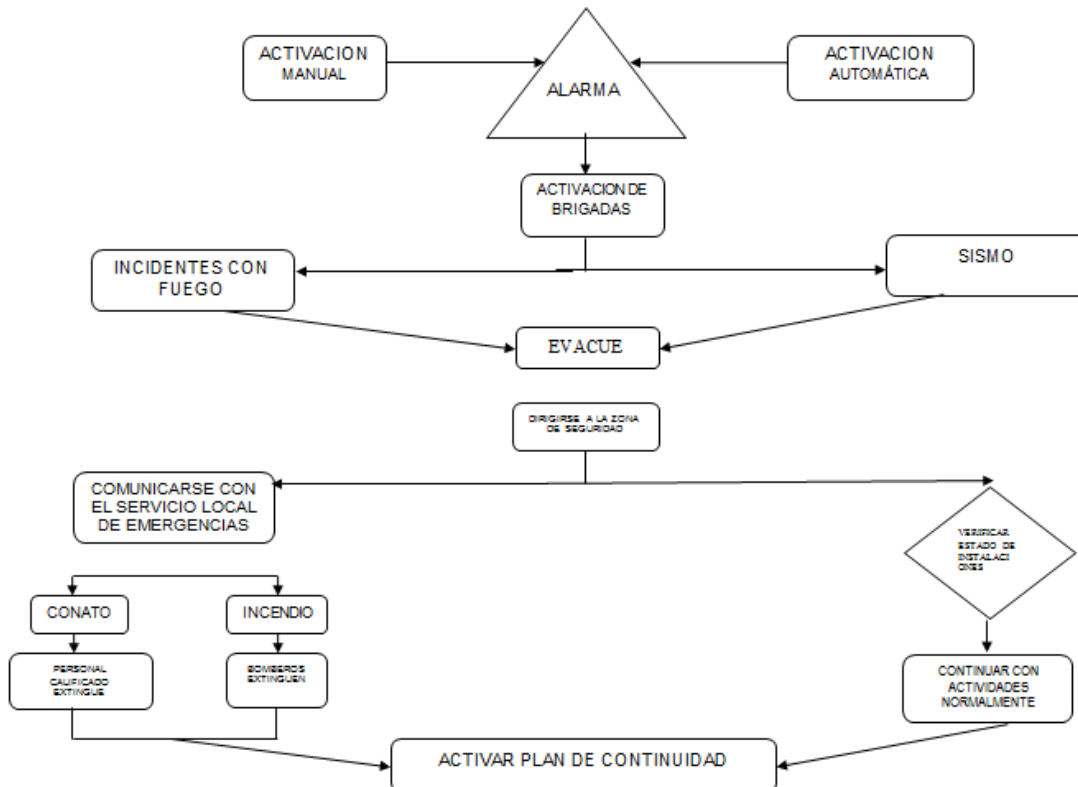 ACTIVACION
MANUAL
ALARMA
ACTIVACION
AUTOMÁTICA
ACTIVACION DE
BRIGADAS
INCIDENTES CON
FUEGO
SISMO
EVACUE
DIRIGIRSE A LA ZONA
DE SEGURIDAD
COMUNICARSE CON
EL SERVICIO LOCAL
DE EMERGENCIAS
VERIFICAR
ESTADO DE
INSTALACI
ONES
CONATO
INCENDIO
PERSONAL
CALIFICADO
EXTINGUE
BOMBEROS
EXTINGUEN
CONTINUAR CON
ACTIVIDADES
NORMALMENTE
ACTIVAR PLAN DE CONTINUIDAD